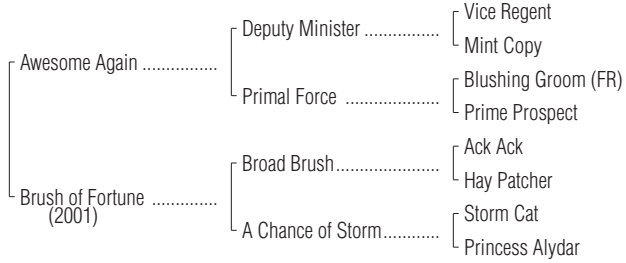 Vice Regent
Deputy Minister ..................
Mint Copy
Awesome Again ...............
Blushing Groom (FR)
Primal Force ......................
Prime Prospect
Ack Ack
Broad Brush........................
Hay Patcher
Brush of Fortune .............
(2001)
Storm Cat
A Chance of Storm............
Princess Alydar